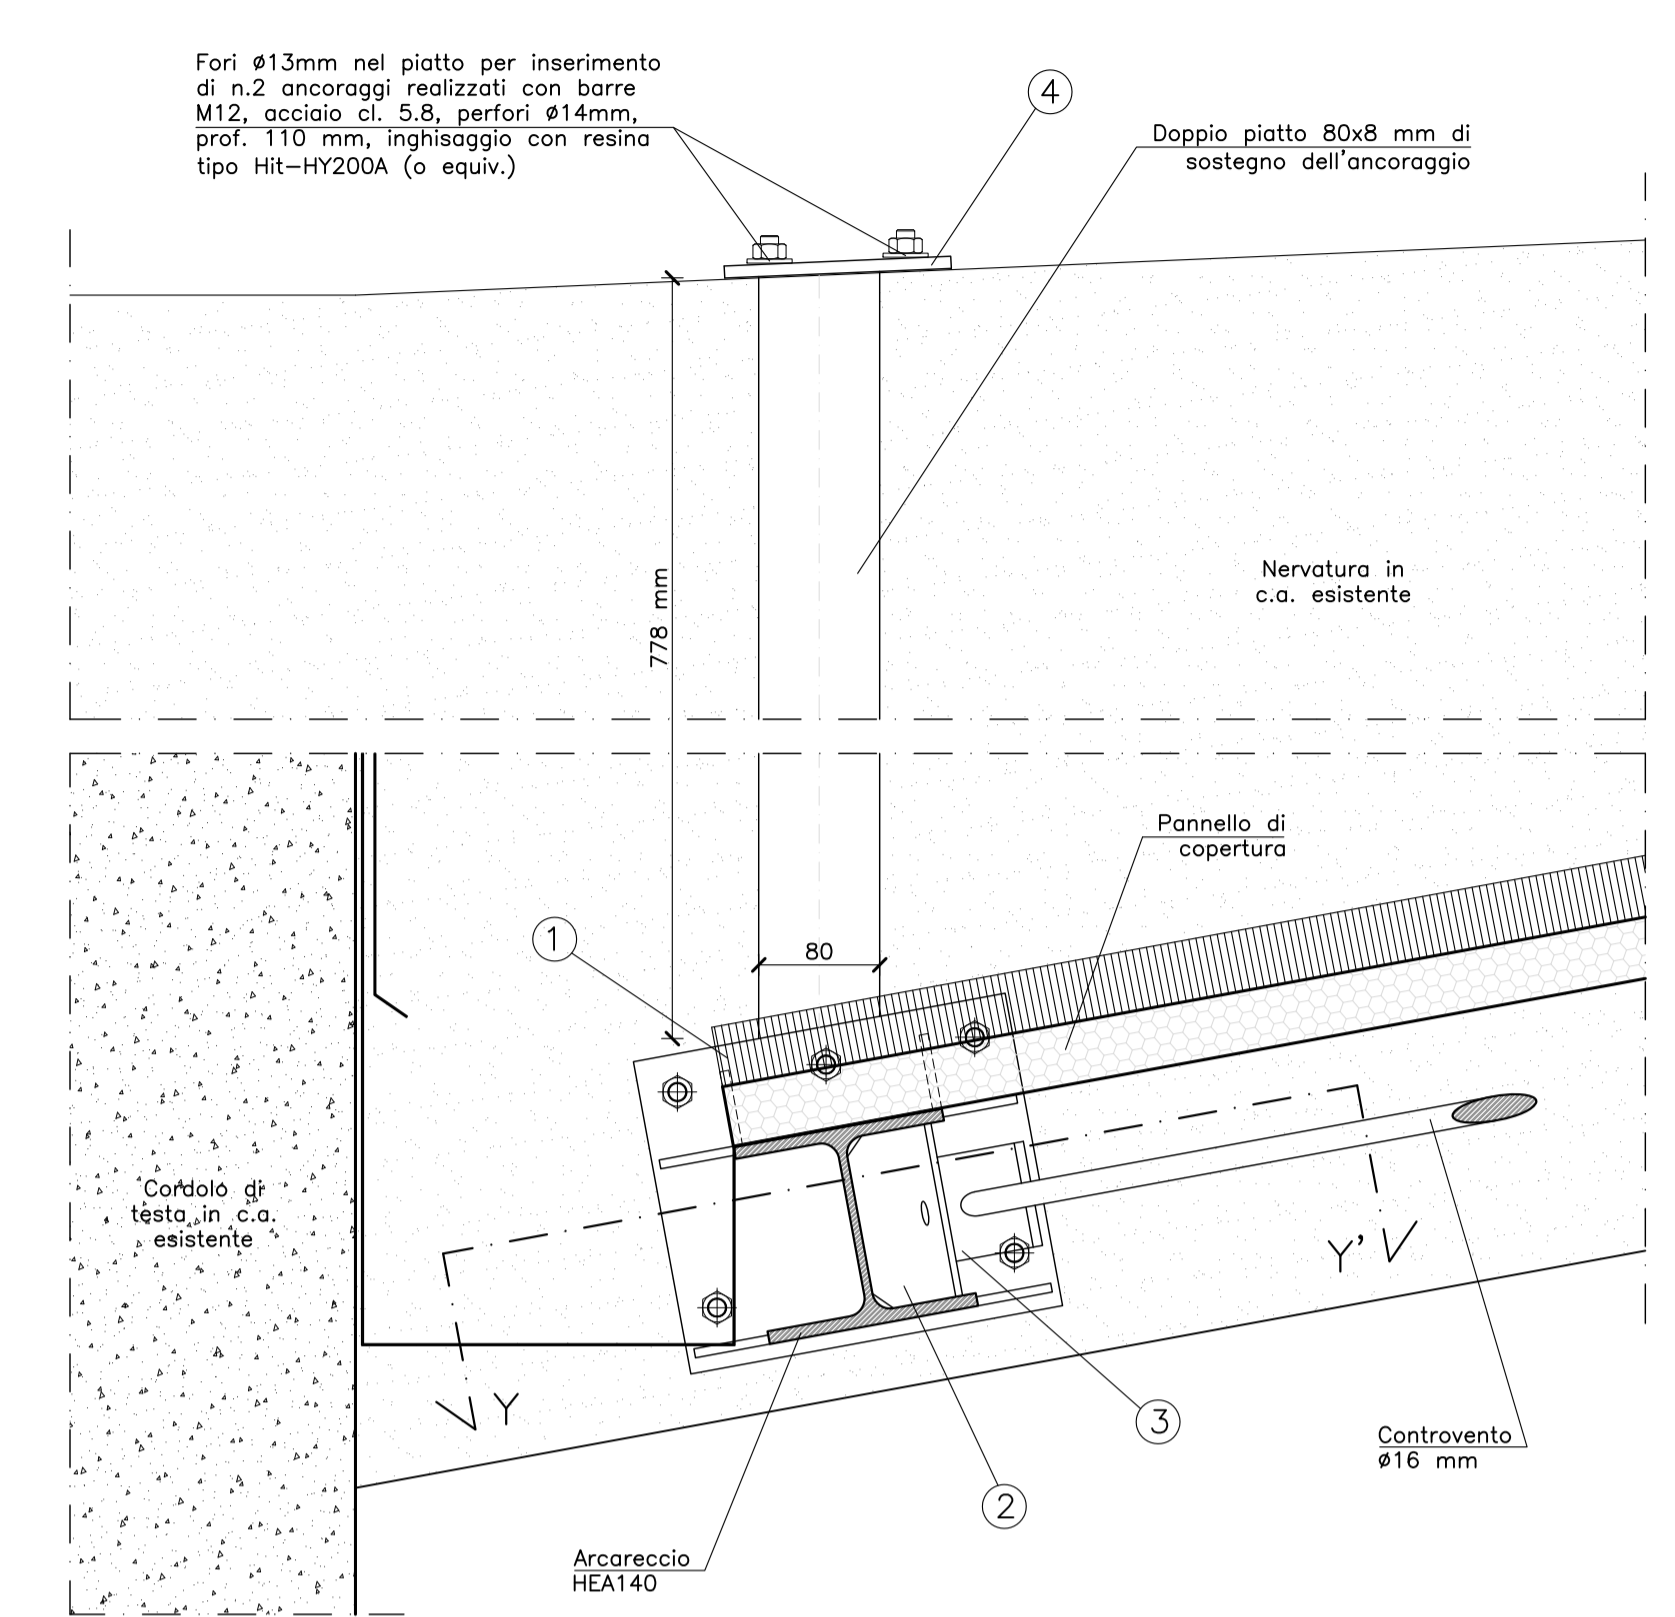 Fori ø13mm nel piatto per inserimento
di n.2 ancoraggi realizzati con barre
M12, acciaio cl. 5.8, perfori ø14mm,
prof. 110 mm, inghisaggio con resina
tipo Hit-HY200A (o equiv.)
4
Doppio piatto 80x8 mm di
sostegno dell'ancoraggio
778 mm
Nervatura in
c.a. esistente
Pannello di
copertura
1
80
Cordolo di
testa in c.a.
esistente
Y'
Y
3
Controvento
ø16 mm
2
Arcareccio
HEA140